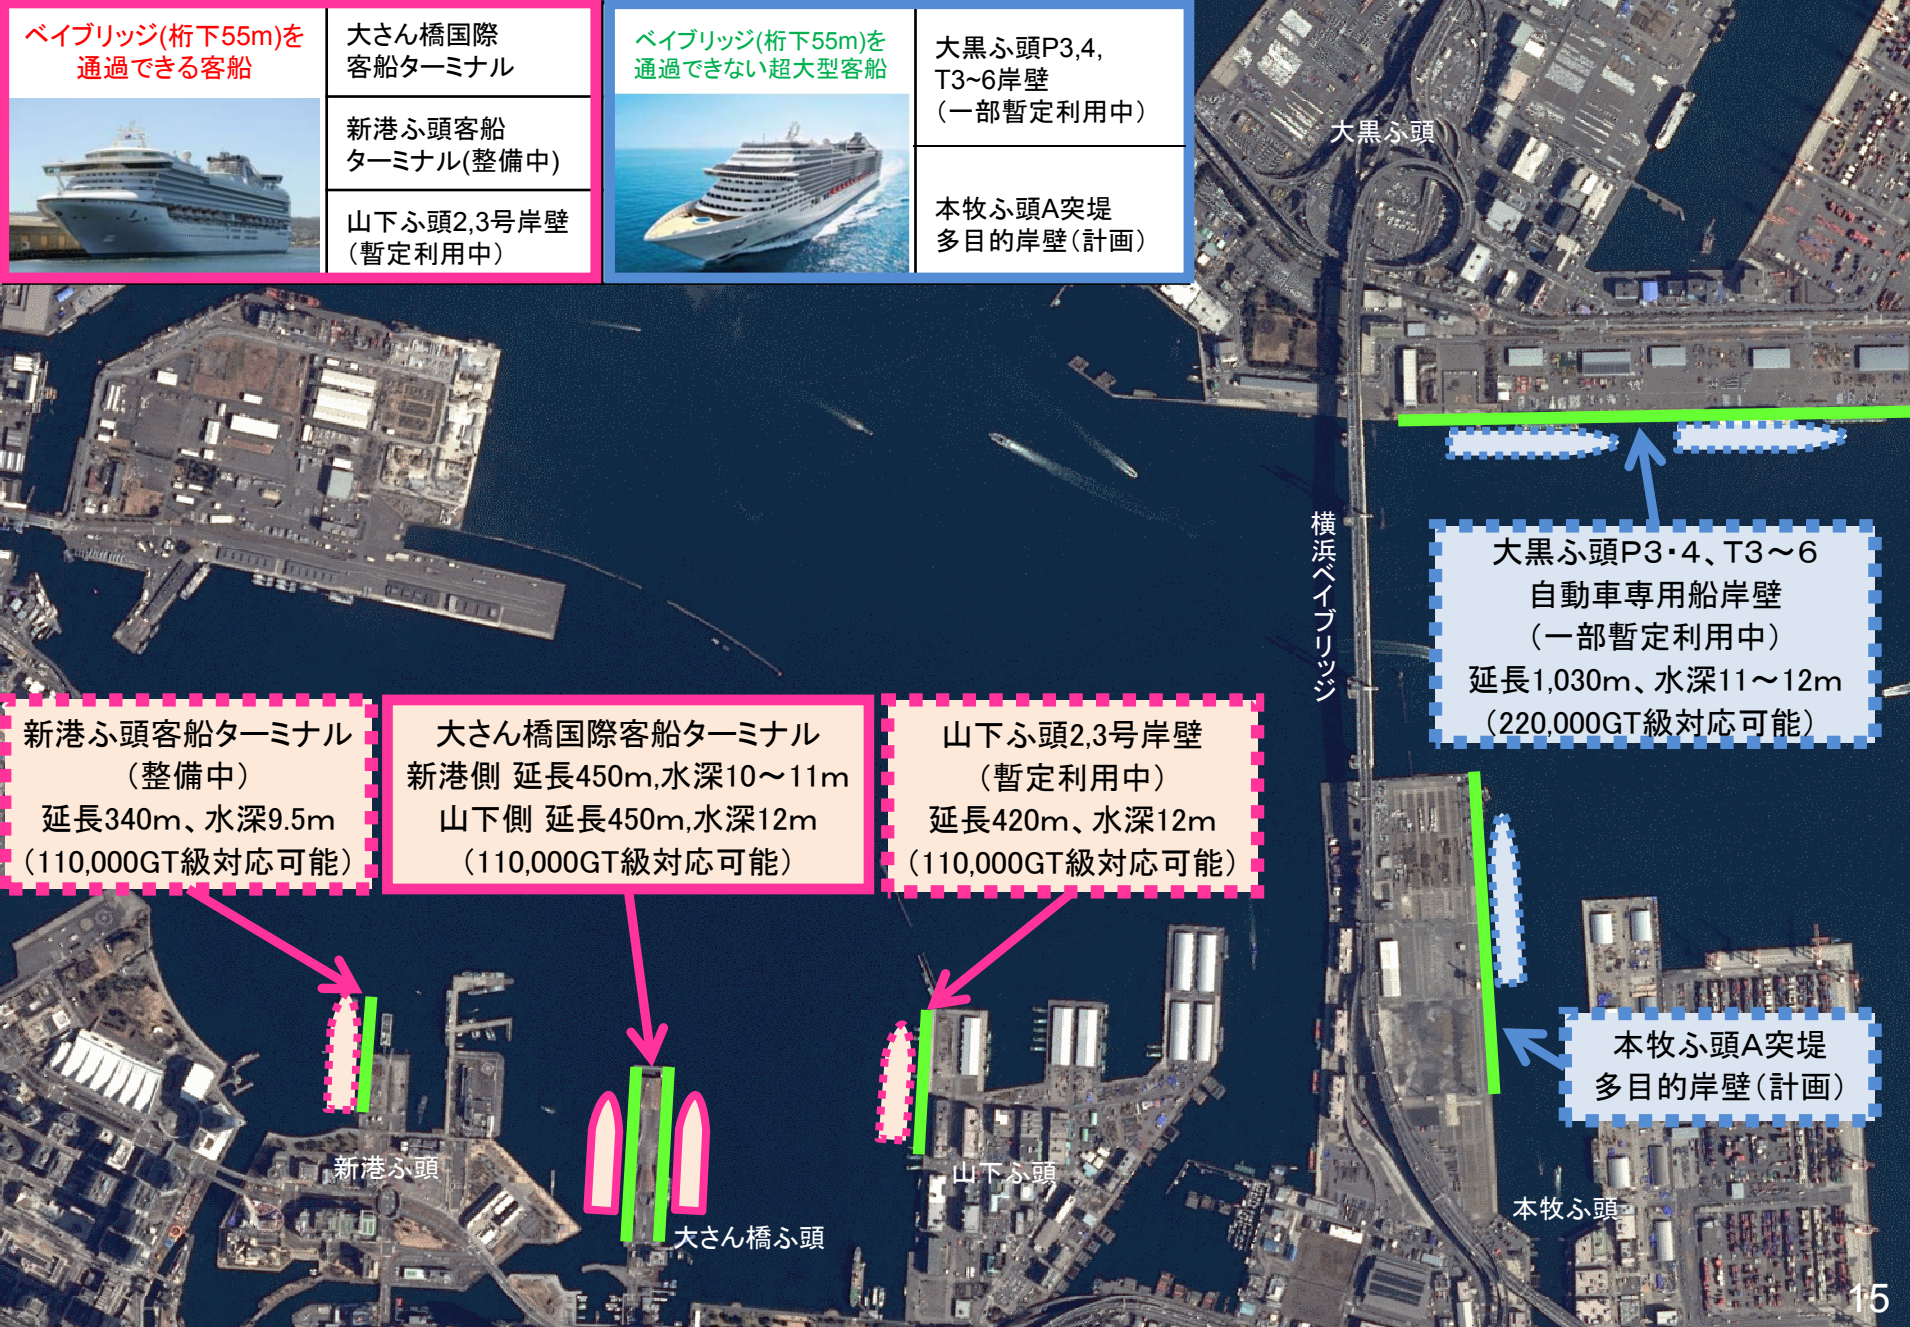 ベイブリッジ(桁下55m)を
通過できる客船
大さん橋国際
客船ターミナル
新港ふ頭客船
ターミナル(整備中)
山下ふ頭2,3号岸壁
（暫定利用中）
ベイブリッジ(桁下55m)を
通過できない超大型客船
大黒ふ頭P3,4,
T3~6岸壁
（一部暫定利用中）
本牧ふ頭A突堤
多目的岸壁（計画）
大黒ふ頭
横浜ベイブリッジ
大黒ふ頭P3・4、T3～6
自動車専用船岸壁
（一部暫定利用中）
延長1,030m、水深11～12m
（220,000GT級対応可能）
新港ふ頭客船ターミナル
（整備中）
延長340m、水深9.5m
（110,000GT級対応可能）
大さん橋国際客船ターミナル
新港側 延長450m,水深10～11m
山下側 延長450m,水深12m
（110,000GT級対応可能）
山下ふ頭2,3号岸壁
（暫定利用中）
延長420m、水深12m
（110,000GT級対応可能）
本牧ふ頭A突堤
多目的岸壁（計画）
新港ふ頭
大さん橋ふ頭
山下ふ頭
本牧ふ頭
15